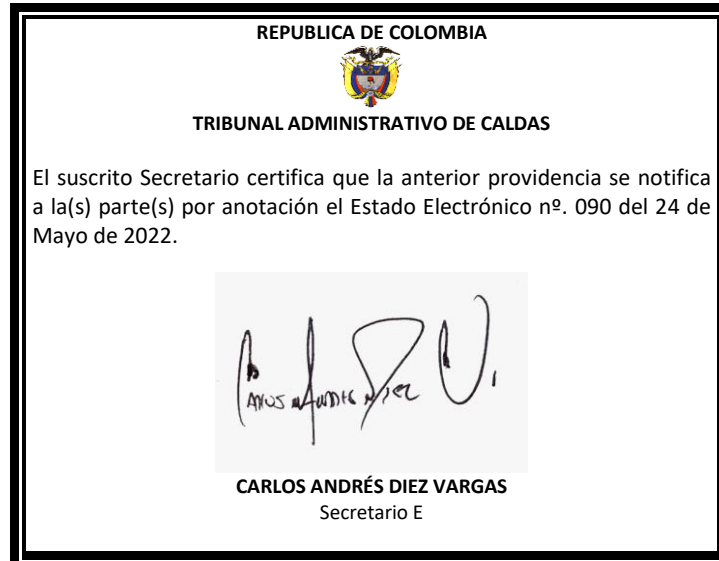 REPUBLICA DE COLOMBIA
TRIBUNAL ADMINISTRATIVO DE CALDAS
El suscrito Secretario certifica que la anterior providencia se notifica
a la(s) parte(s) por anotación el Estado Electrónico nº. 090 del 24 de
Mayo de 2022.
CARLOS ANDRÉS DIEZ VARGAS
Secretario E